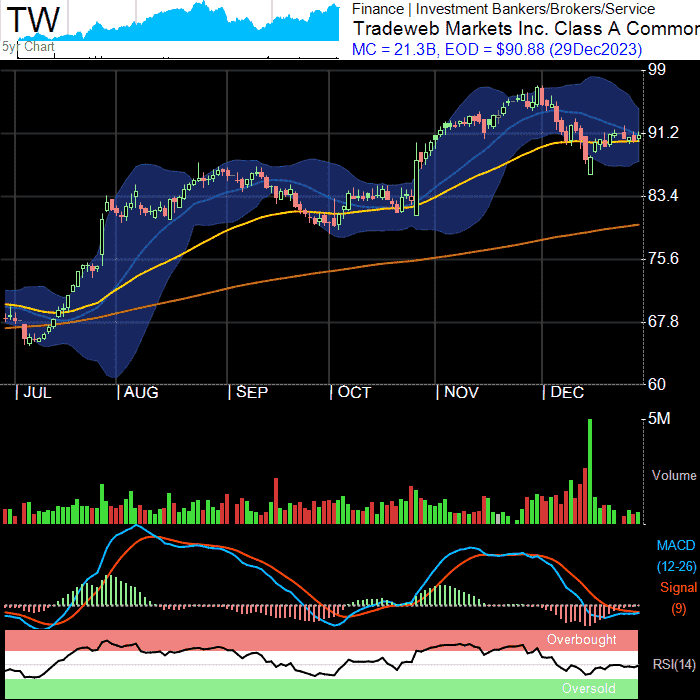 TW
5yr Chart
Finance | Investment Bankers/Brokers/Service
Tradeweb Markets Inc. Class A Common
MC = 21.3B, EOD = $90.88 (29Dec2023)
99
91.2
83.4
75.6
67.8
60
JUL AUG SEP OCT NOV DEC
5M
Volume
MACD
(12-26)
Signal
(9)
Overbought
RSI(14)
Oversold